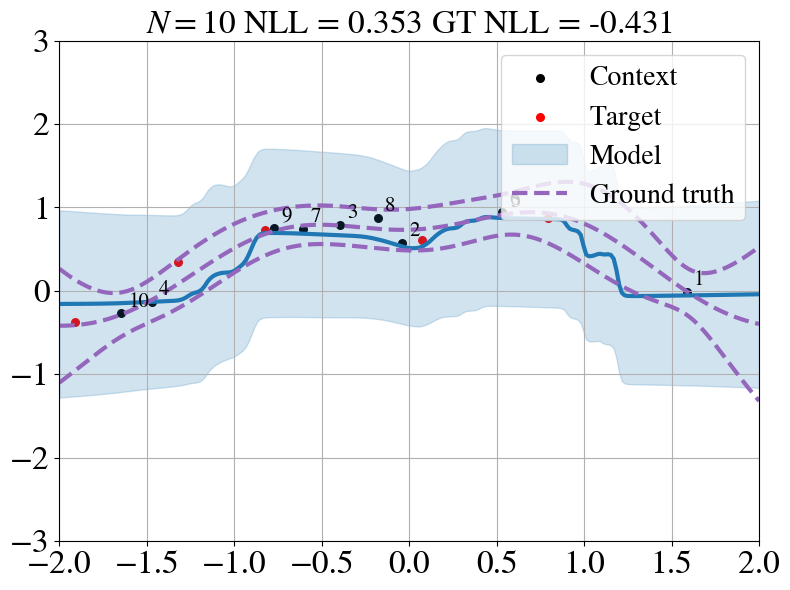 N = 10 NLL = 0.353 GT NLL = -0.431
3
2
1
0
−1
−2
−3
−2.0 −1.5 −1.0 −0.5 0.0 0.5 1.0 1.5 2.0
Context
Target
Model
Ground truth
10
4
9
7
3
8
2
6
1